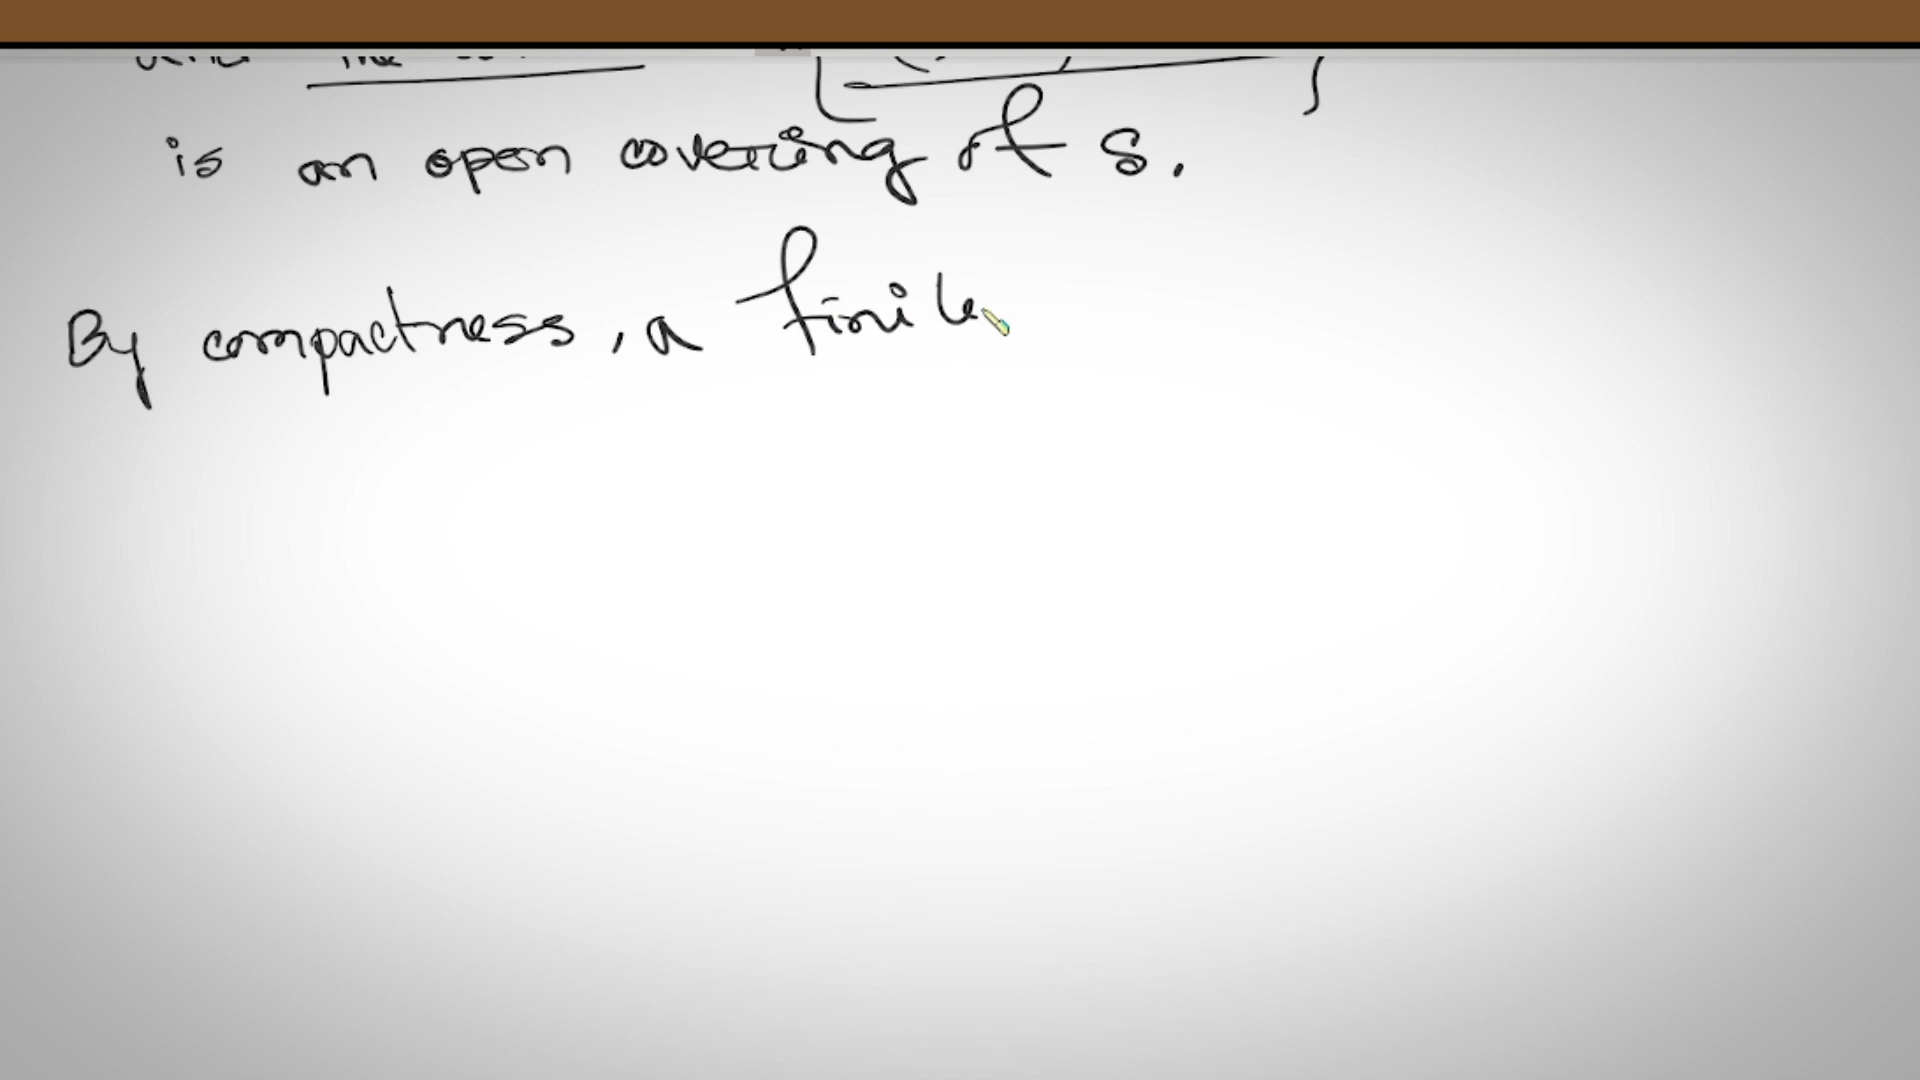 is an open covering of S.
By compactness, a finite